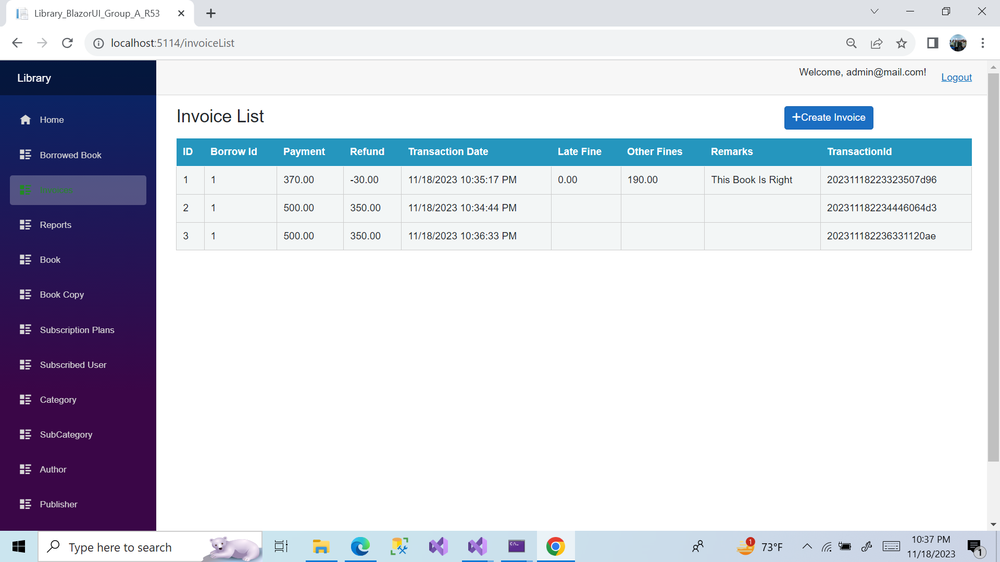 Library_BlazorUI_Group_A_R53
localhost:5114/invoiceList
Library
Welcome, admin@mail.com!
Logout
Home
Borrowed Book
Invoices
Reports
Book
Book Copy
Subscription Plans
Subscribed User
Category
SubCategory
Author
Publisher
Invoice List
+Create Invoice
ID Borrow Id Payment Refund Transaction Date Late Fine Other Fines Remarks TransactionId
1 1 370.00 -30.00 11/18/2023 10:35:17 PM 0.00 190.00 This Book Is Right 20231118223323507d96
2 1 500.00 350.00 11/18/2023 10:34:44 PM 202311182234446064d3
3 1 500.00 350.00 11/18/2023 10:36:33 PM 202311182236331120ae
Type here to search
C:\_
1
73°F
10:37 PM
11/18/2023
1